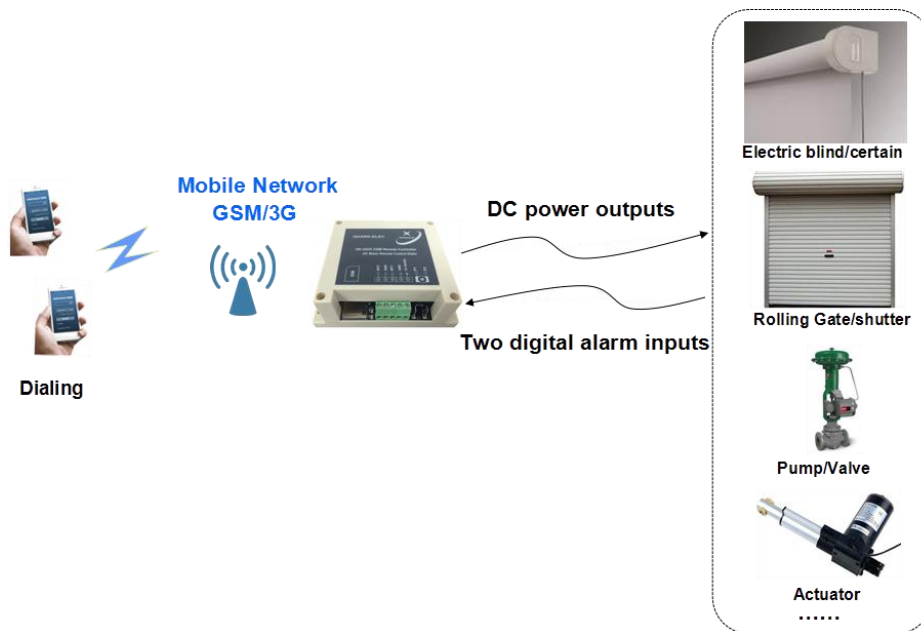 Mobile Network
GSM/3G
Dialing
DC power outputs
Two digital alarm inputs
Electric blind/certain
Rolling Gate/shutter
Pump/Valve
Actuator
......